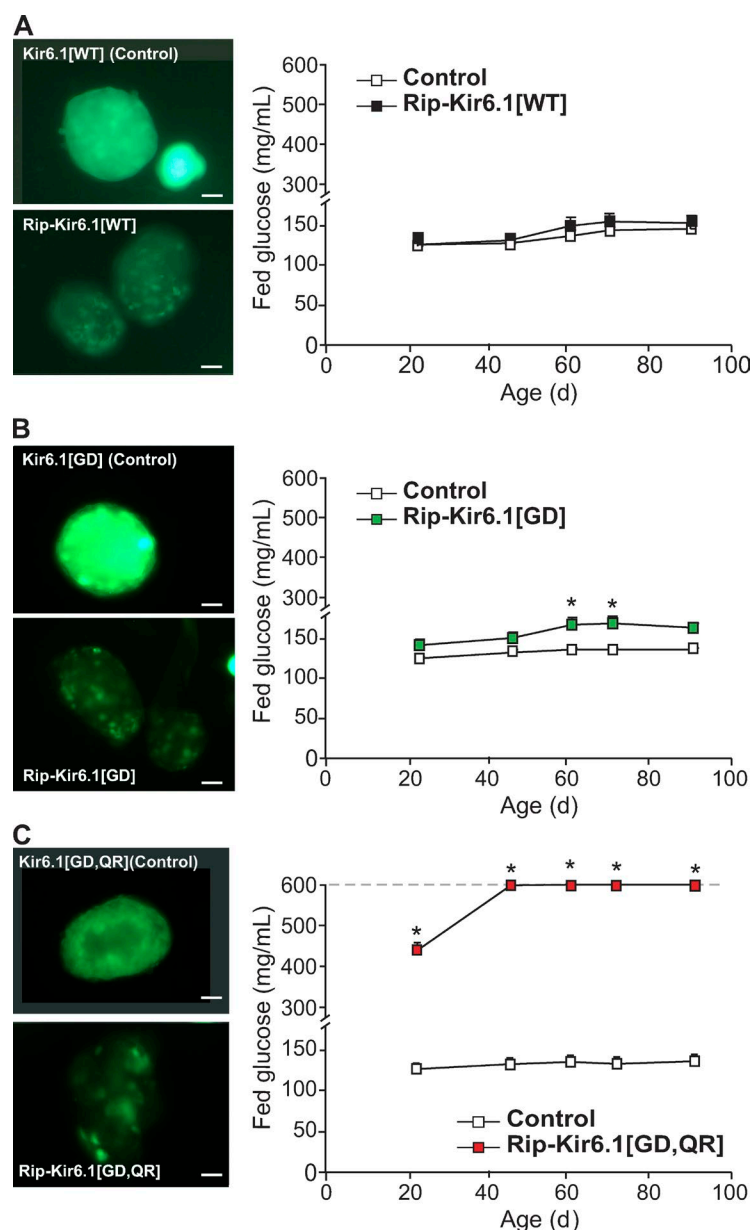 A
Kir6.1[WT] (Control)
Rip-Kir6.1[WT]
Fed glucose (mg/mL)
600
500
400
300
150
100
50
0
Control
Rip-Kir6.1[WT]
0 20 40 60 80 100
Age (d)
B
Kir6.1[GD] (Control)
Rip-Kir6.1[GD]
Fed glucose (mg/mL)
600
500
400
300
150
100
50
0
Control
Rip-Kir6.1[GD]
* *
0 20 40 60 80 100
Age (d)
C
Kir6.1[GD,QR](Control)
Rip-Kir6.1[GD,QR]
Fed glucose (mg/mL)
600
500
400
300
150
100
50
0
* * * * *
Control
Rip-Kir6.1[GD,QR]
0 20 40 60 80 100
Age (d)